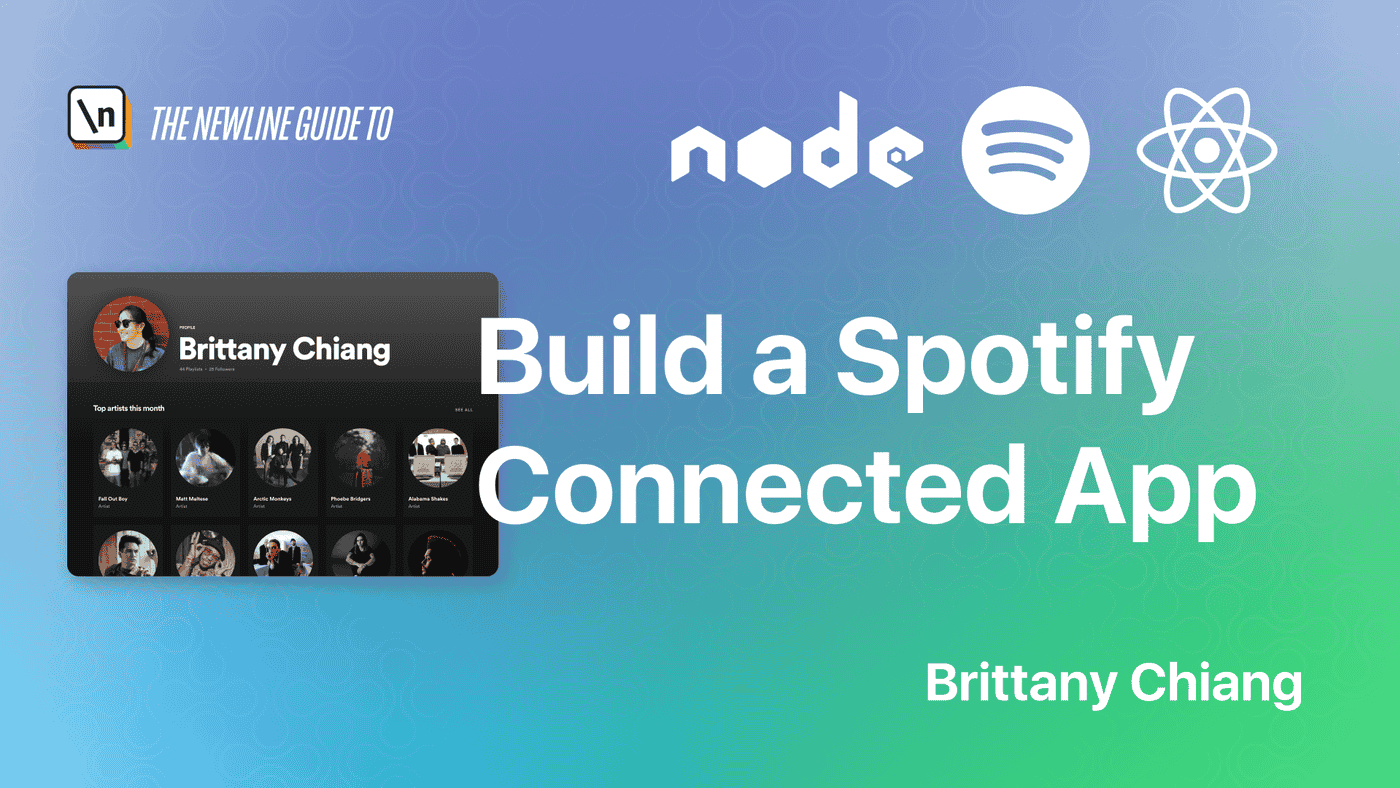 \n
THE NEWLINE GUIDE TO
node
PROFILE
Brittany Chiang
Top artists this month
SEE ALL
Fall Out Boy
Artist
Matt Maltese
Artist
Arctic Monkeys
Artist
Phoebe Bridgers
Artist
Alabama Shakes
Artist
Build a Spotify
Connected App
Brittany Chiang